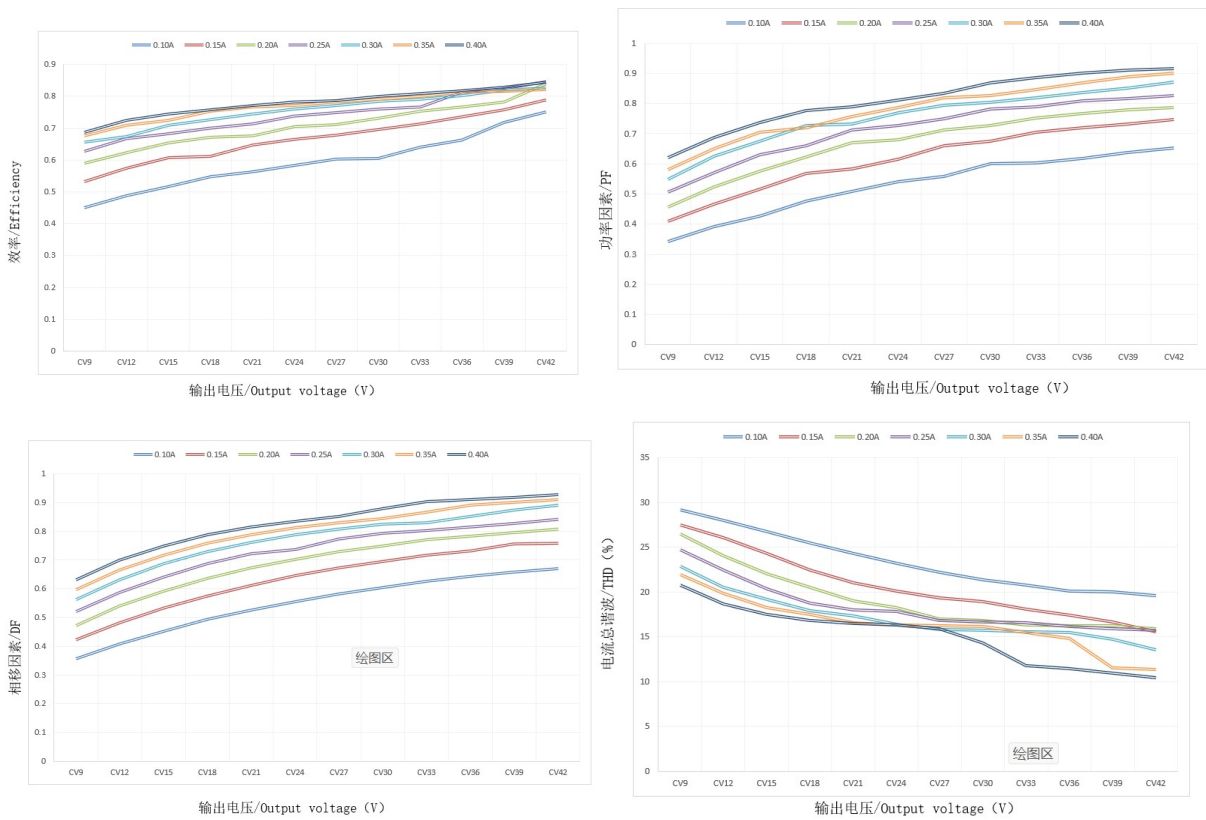 0.10A 0.15A 0.20A 0.25A 0.30A 0.35A 0.40A
0.9
0.8
0.7
0.6
0.5
0.4
0.3
0.2
0.1
0
CV9 CV12 CV15 CV18 CV21 CV24 CV27 CV30 CV33 CV36 CV39 CV42
效率/Efficiency
输出电压/Output voltage（V）
0.10A 0.15A 0.20A 0.25A 0.30A 0.35A 0.40A
1
0.9
0.8
0.7
0.6
0.5
0.4
0.3
0.2
0.1
0
CV9 CV12 CV15 CV18 CV21 CV24 CV27 CV30 CV33 CV36 CV39 CV42
功率因素/PF
输出电压/Output voltage（V）
0.10A 0.15A 0.20A 0.25A 0.30A 0.35A 0.40A
1
0.9
0.8
0.7
0.6
0.5
0.4
0.3
0.2
0.1
0
绘图区
CV9 CV12 CV15 CV18 CV21 CV24 CV27 CV30 CV33 CV36 CV39 CV42
相移因素/DF
输出电压/Output voltage（V）
0.10A 0.15A 0.20A 0.25A 0.30A 0.35A 0.40A
35
30
25
20
15
10
5
0
绘图区
CV9 CV12 CV15 CV18 CV21 CV24 CV27 CV30 CV33 CV36 CV39 CV42
电流总谐波/THD（%）
输出电压/Output voltage（V）